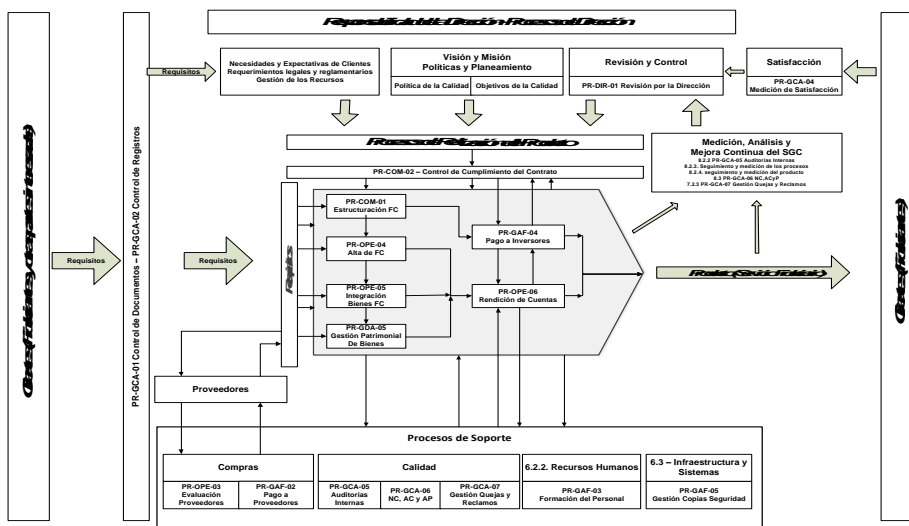 Requisitos
Necesidades y Expectativas de Clientes
Requerimientos legales y reglamentarios
Gestión de los Recursos
Visión y Misión
Políticas y Planeamiento
Política de la Calidad
Objetivos de la Calidad
Revisión y Control
PR-DIR-01 Revisión por la Dirección
Satisfacción
PR-GCA-04
Medición de Satisfacción
Medición, Análisis y
Mejora Continua del SGC
8.2.2 PR-GCA-05 Auditorías Internas
8.2.3. Seguimiento y medición de los procesos
8.2.4. seguimiento y medición del producto
8.3 PR-GCA-06 NC,ACyP
7.2.3 PR-GCA-07 Gestión Quejas y Reclamos
PR-COM-02 – Control de Cumplimiento del Contrato
PR-GCA-01 Control de Documentos – PR-GCA-02 Control de Registros
Requisitos
Requisitos
PR-COM-01
Estructuración FC
PR-OPE-04
Alta de FC
PR-OPE-05
Integración
Bienes FC
PR-GDA-05
Gestión Patrimonial
De Bienes
PR-GAF-04
Pago a Inversores
PR-OPE-06
Rendición de Cuentas
Proveedores
Procesos de Soporte
Compras
PR-OPE-03
Evaluación
Proveedores
PR-GAF-02
Pago a
Proveedores
Calidad
PR-GCA-05
Auditorías
Internas
PR-GCA-06
NC, AC y AP
PR-GCA-07
Gestión Quejas y
Reclamos
6.2.2. Recursos Humanos
PR-GAF-03
Formación del Personal
6.3 – Infraestructura y
Sistemas
PR-GAF-05
Gestión Copias Seguridad